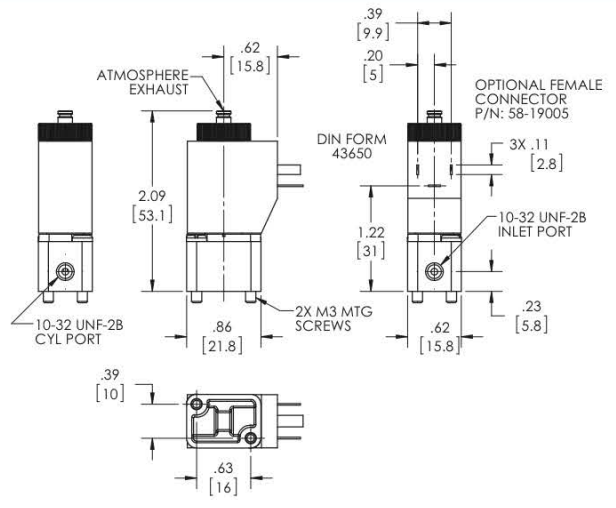 .39
[9.9]
.62
[15.8]
.20
[5]
ATMOSPHERE
EXHAUST
OPTIONAL FEMALE
CONNECTOR
P/N: 58-19005
DIN FORM
43650
3X .11
[2.8]
2.09
[53.1]
1.22
[31]
10-32 UNF-2B
INLET PORT
10-32 UNF-2B
CYL PORT
2X M3 MTG
SCREWS
.23
[5.8]
.86
[21.8]
.62
[15.8]
.39
[10]
.63
[16]